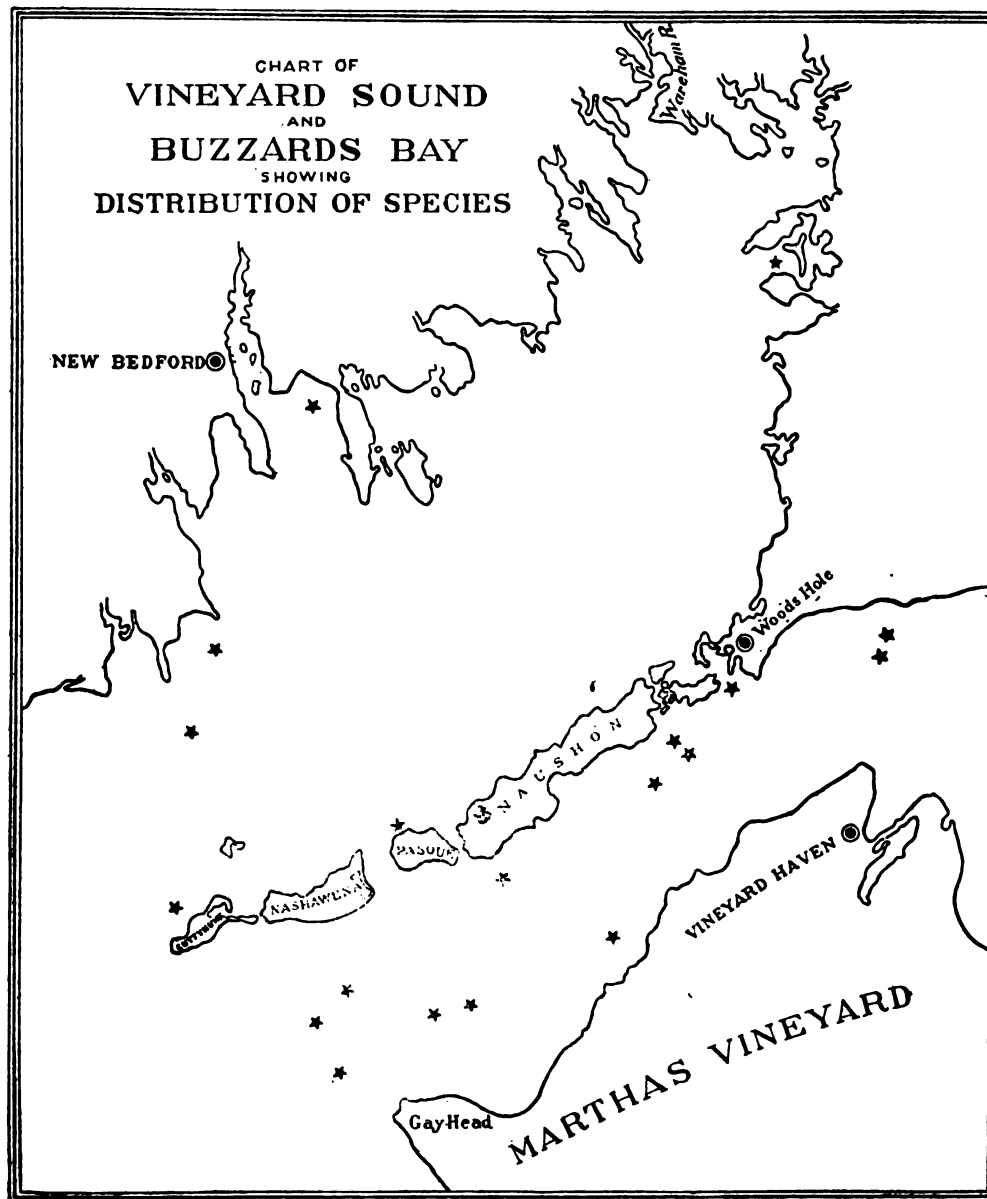 CHART OF
VINEYARD SOUND
AND
BUZZARDS BAY
SHOWING
DISTRIBUTION OF SPECIES
Wareham R.
NEW BEDFORD
Woods Hole
NAUSHON
PASQUE
NASHAWENA
VINEYARD HAVEN
MARTHAS VINEYARD
Gay Head